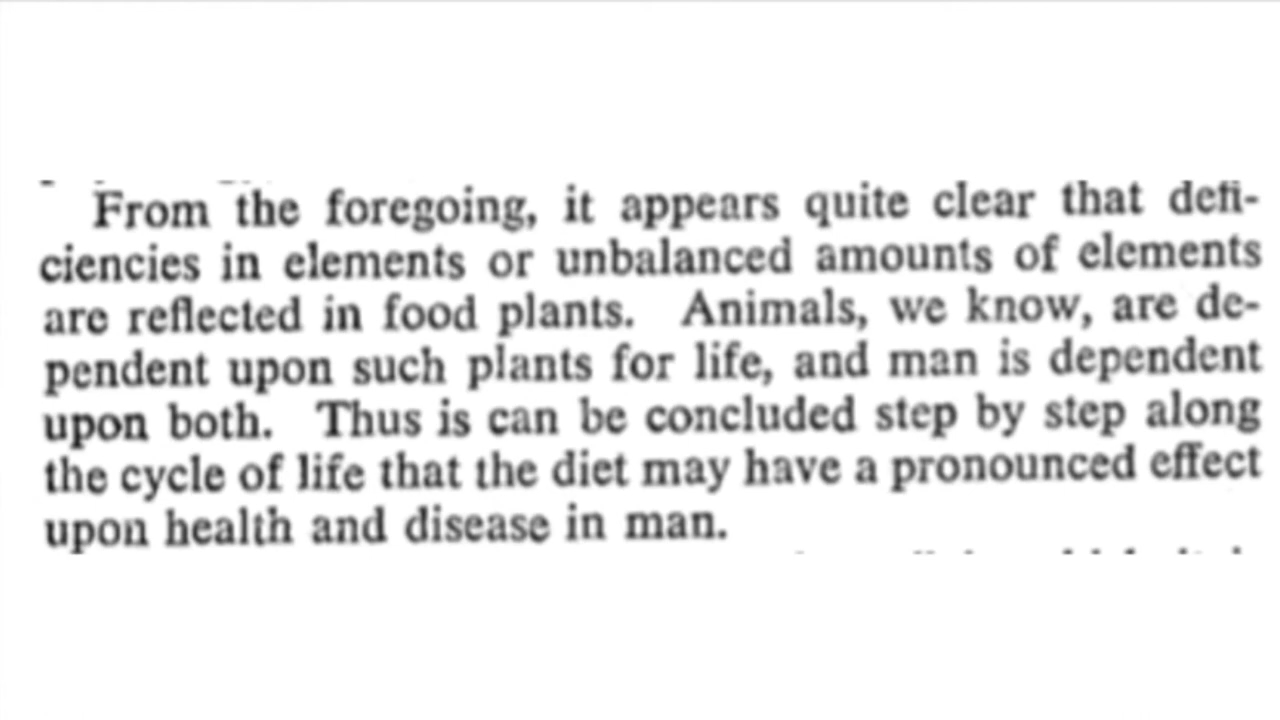 From the foregoing, it appears quite clear that defi-
ciencies in elements or unbalanced amounts of elements
are reflected in food plants. Animals, we know, are de-
pendent upon such plants for life, and man is dependent
upon both. Thus is can be concluded step by step along
the cycle of life that the diet may have a pronounced effect
upon health and disease in man.